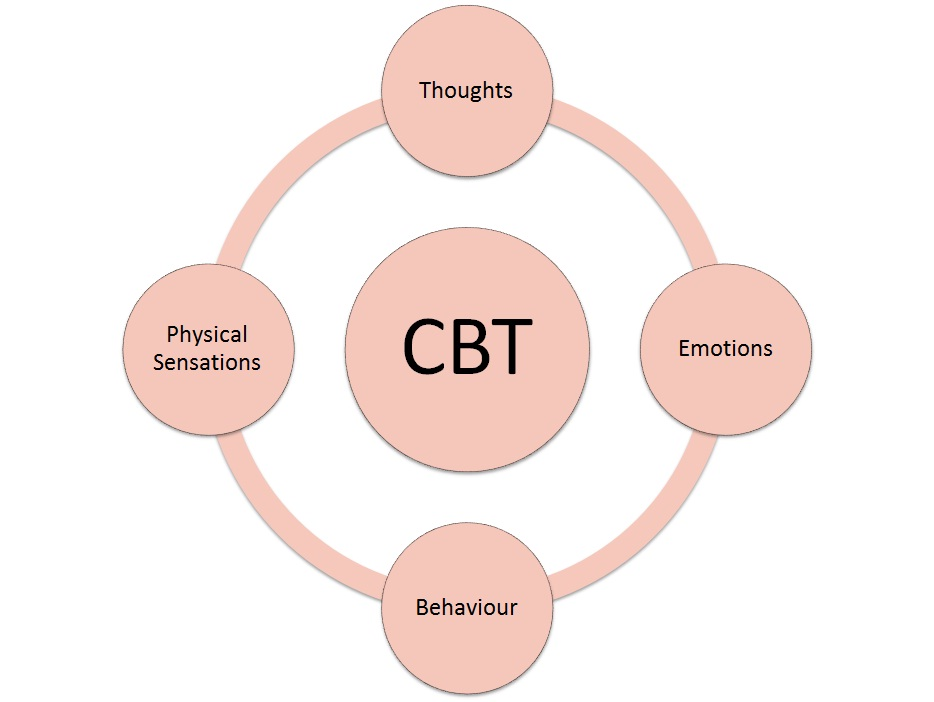 Thoughts
Physical
Sensations
CBT
Emotions
Behaviour